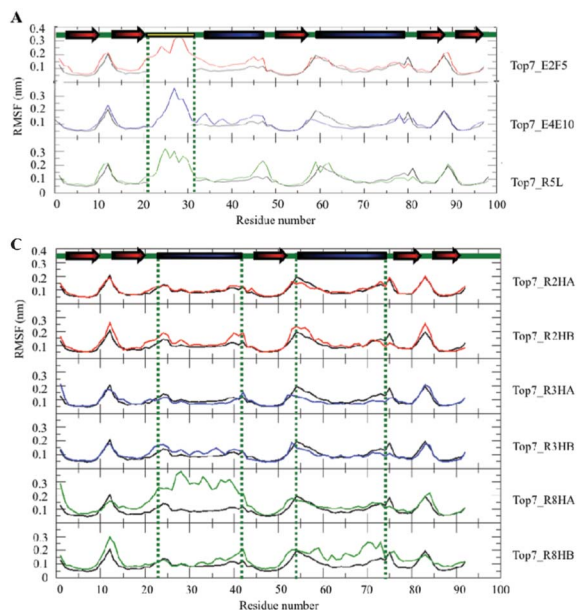 A
0.4
0.3
0.2
0.1
Top7_E2F5
RMSF (nm)
0.3
0.2
0.1
Top7_E4E10
0.3
0.2
0.1
0
Top7_R5L
0 10 20 30 40 50 60 70 80 90 100
Residue number
C
0.4
0.3
0.2
0.1
Top7_R2HA
RMSF (nm)
0.3
0.2
0.1
Top7_R2HB
0.3
0.2
0.1
Top7_R3HA
0.3
0.2
0.1
Top7_R3HB
0.3
0.2
0.1
Top7_R8HA
0.3
0.2
0.1
0
Top7_R8HB
0 10 20 30 40 50 60 70 80 90 100
Residue number